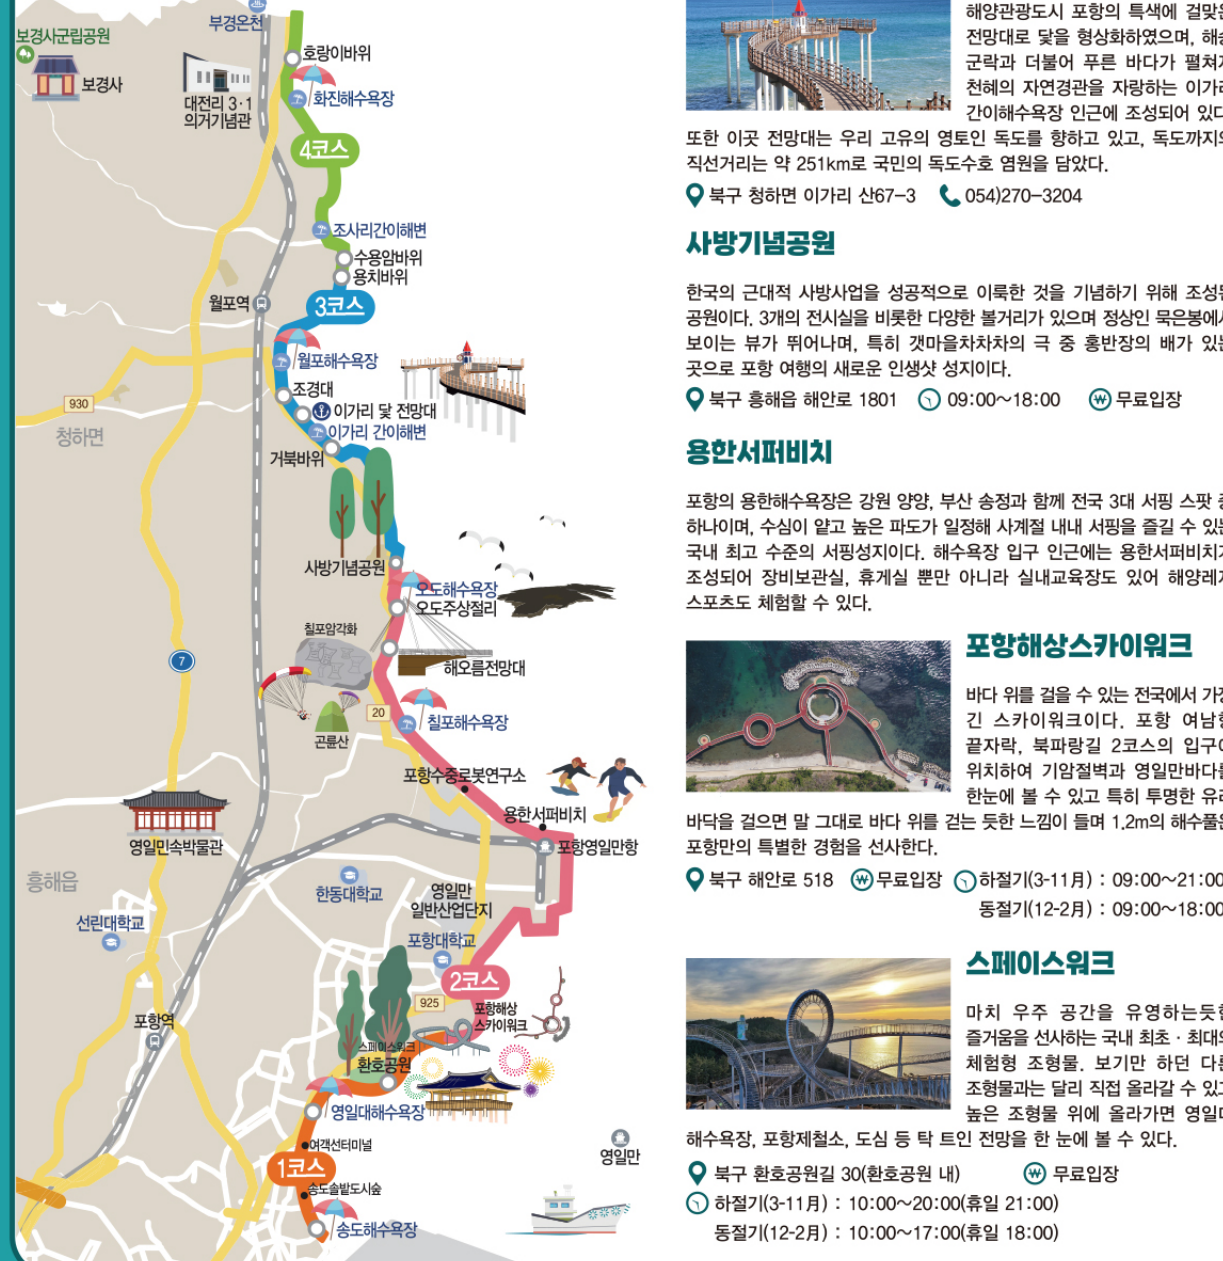 부경온천
보경사군립공원
보경사
대전리 3·1
의거기념관
호랑이바위
화진해수욕장
4코스
조사리간이해변
수용암바위
용치바위
월포역
3코스
월포해수욕장
조경대
930
청하면
이가리 닻 전망대
이가리 간이해변
거북바위
사방기념공원
오도해수욕장
오도주상절리
칠포암각화
해오름전망대
7
20
곤륜산
칠포해수욕장
포항수중로봇연구소
용한서퍼비치
영일민속박물관
포항영일만항
흥해읍
한동대학교
영일만
일반산업단지
선린대학교
포항대학교
2코스
925
포항해상
스카이워크
포항역
스페이스워크
환호공원
영일대해수욕장
여객선터미널
영일만
1코스
송도솔밭도시숲
송도해수욕장
해양관광도시 포항의 특색에 걸맞은
전망대로 닻을 형상화하였으며, 해송
군락과 더불어 푸른 바다가 펼쳐져
천혜의 자연경관을 자랑하는 이가리
간이해수욕장 인근에 조성되어 있다.
또한 이곳 전망대는 우리 고유의 영토인 독도를 향하고 있고, 독도까지의
직선거리는 약 251km로 국민의 독도수호 염원을 담았다.
북구 청하면 이가리 산67-3 054)270-3204
사방기념공원
한국의 근대적 사방사업을 성공적으로 이룩한 것을 기념하기 위해 조성된
공원이다. 3개의 전시실을 비롯한 다양한 볼거리가 있으며 정상인 묵은봉에서
보이는 뷰가 뛰어나며, 특히 갯마을차차차의 극 중 홍반장의 배가 있는
곳으로 포항 여행의 새로운 인생샷 성지이다.
북구 흥해읍 해안로 1801 09:00~18:00 무료입장
용한서퍼비치
포항의 용한해수욕장은 강원 양양, 부산 송정과 함께 전국 3대 서핑 스팟 중
하나이며, 수심이 얕고 높은 파도가 일정해 사계절 내내 서핑을 즐길 수 있는
국내 최고 수준의 서핑성지이다. 해수욕장 입구 인근에는 용한서퍼비치가
조성되어 장비보관실, 휴게실 뿐만 아니라 실내교육장도 있어 해양레저
스포츠도 체험할 수 있다.
포항해상스카이워크
바다 위를 걸을 수 있는 전국에서 가장
긴 스카이워크이다. 포항 여남항
끝자락, 북파랑길 2코스의 입구에
위치하여 기암절벽과 영일만바다를
한눈에 볼 수 있고 특히 투명한 유리
바닥을 걸으면 말 그대로 바다 위를 걷는 듯한 느낌이 들며 1.2m의 해수풀은
포항만의 특별한 경험을 선사한다.
북구 해안로 518 무료입장 하절기(3-11月) : 09:00~21:00
동절기(12-2月) : 09:00~18:00
스페이스워크
마치 우주 공간을 유영하는듯한
즐거움을 선사하는 국내 최초 · 최대의
체험형 조형물. 보기만 하던 다른
조형물과는 달리 직접 올라갈 수 있고
높은 조형물 위에 올라가면 영일대
해수욕장, 포항제철소, 도심 등 탁 트인 전망을 한 눈에 볼 수 있다.
북구 환호공원길 30(환호공원 내) 무료입장
하절기(3-11月) : 10:00~20:00(휴일 21:00)
동절기(12-2月) : 10:00~17:00(휴일 18:00)